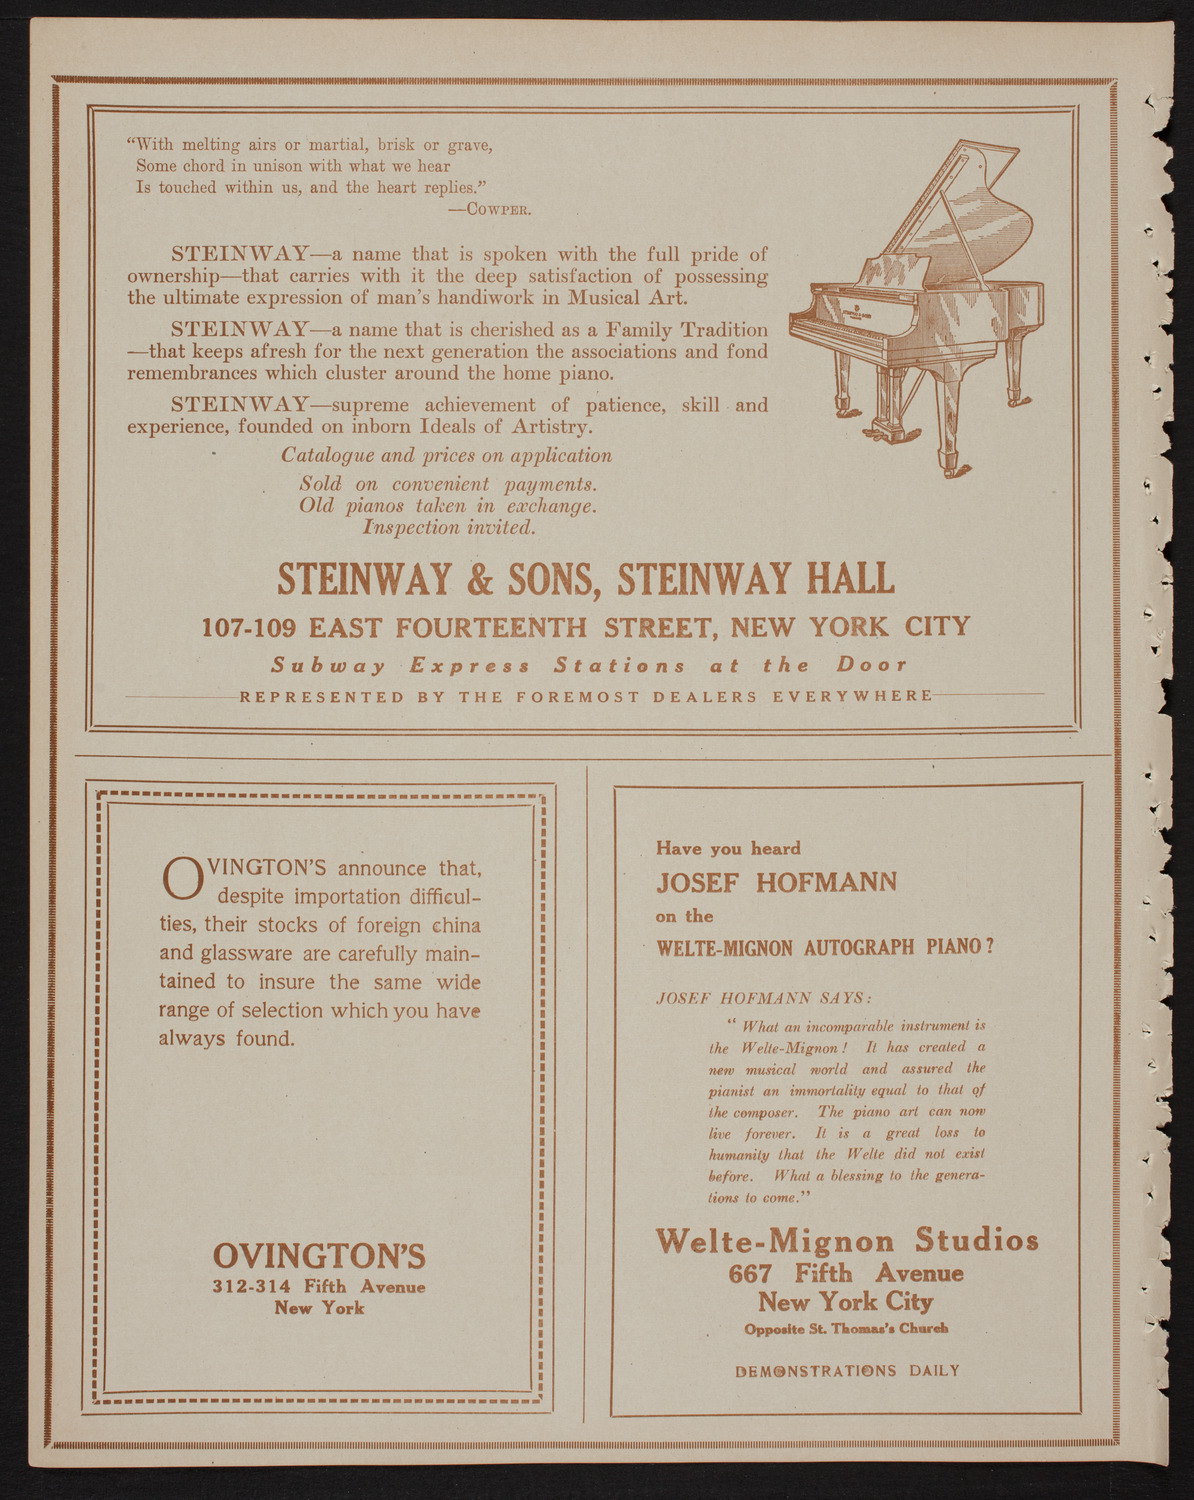 “With melting airs or martial, brisk or grave,
Some chord in unison with what we hear
Is touched within us, and the heart replies.”
—COWPER.
STEINWAY—a name that is spoken with the full pride of
ownership—that carries with it the deep satisfaction of possessing
the ultimate expression of man's handiwork in Musical Art.
STEINWAY—a name that is cherished as a Family Tradition
—that keeps afresh for the next generation the associations and fond
remembrances which cluster around the home piano.
STEINWAY—supreme achievement of patience, skill and
experience, founded on inborn Ideals of Artistry.
Catalogue and prices on application
Sold on convenient payments.
Old pianos taken in exchange.
Inspection invited.
STEINWAY & SONS, STEINWAY HALL
107-109 EAST FOURTEENTH STREET, NEW YORK CITY
Subway Express Stations at the Door
REPRESENTED BY THE FOREMOST DEALERS EVERYWHERE
OVINGTON'S announce that,
despite importation difficul-
ties, their stocks of foreign china
and glassware are carefully main-
tained to insure the same wide
range of selection which you have
always found.
OVINGTON'S
312-314 Fifth Avenue
New York
Have you heard
JOSEF HOFMANN
on the
WELTE-MIGNON AUTOGRAPH PIANO?
JOSEF HOFMANN SAYS:
“What an incomparable instrument is
the Welte-Mignon! It has created a
new musical world and assured the
pianist an immortality equal to that of
the composer. The piano art can now
live forever. It is a great loss to
humanity that the Welte did not exist
before. What a blessing to the genera-
tions to come.”
Welte-Mignon Studios
667 Fifth Avenue
New York City
Opposite St. Thomas's Church
DEMONSTRATIONS DAILY